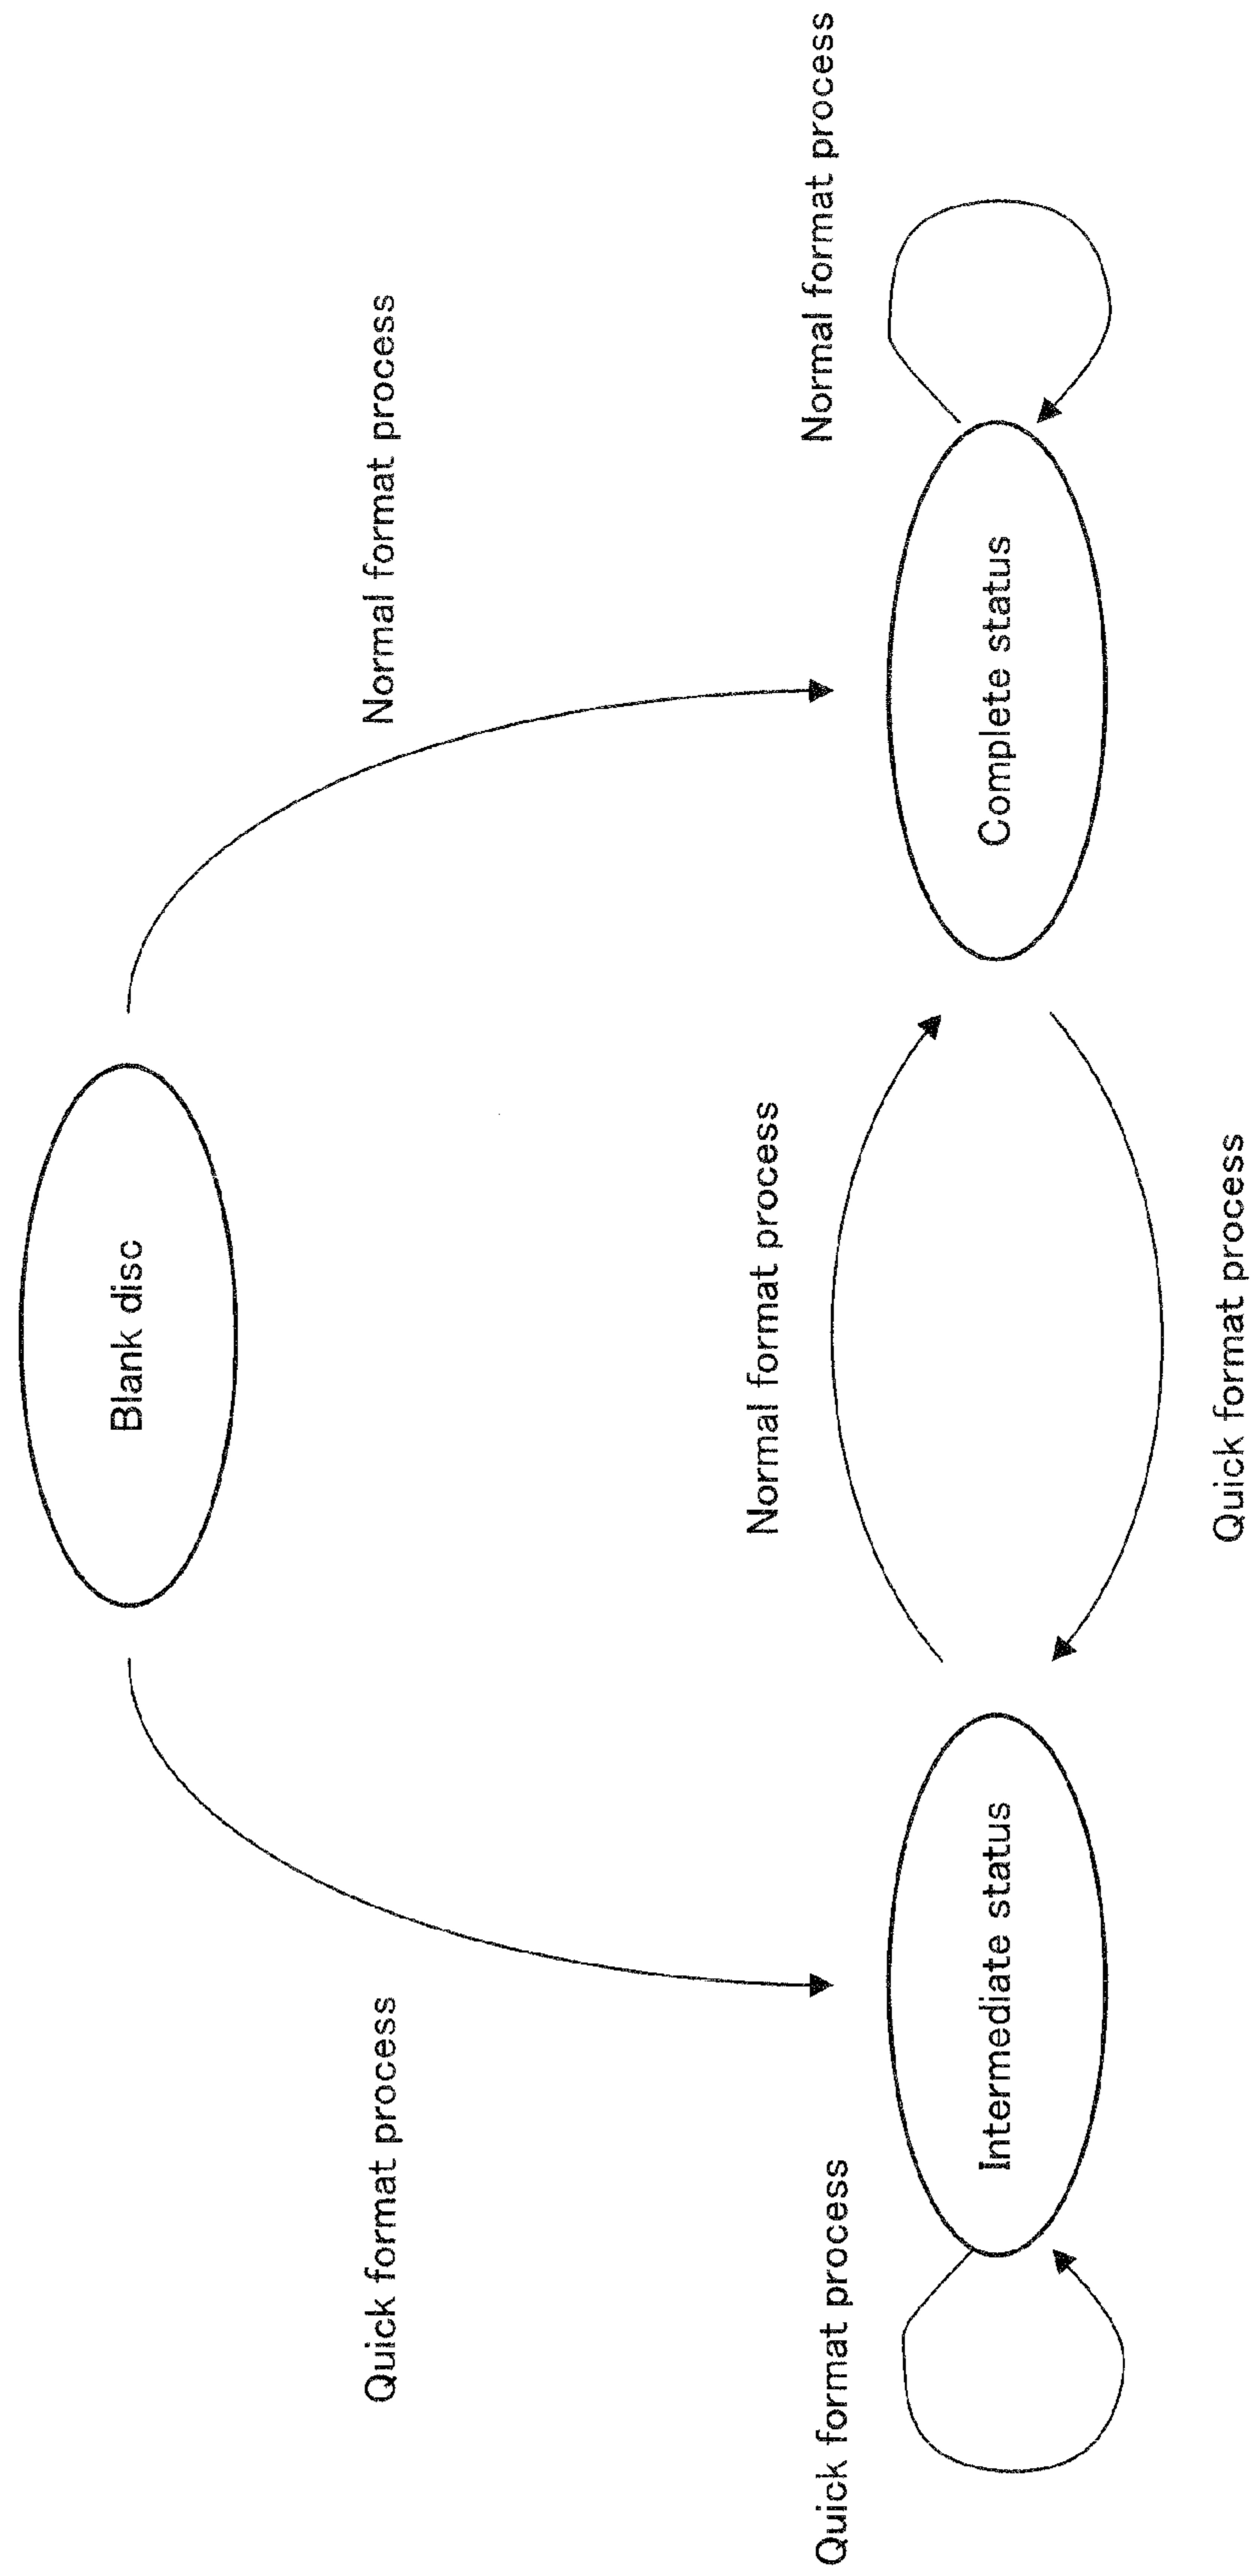 Blank disc
Quick format process
Normal format process
Quick format process
Normal format process
Normal format process
Intermediate status
Complete status
Quick format process